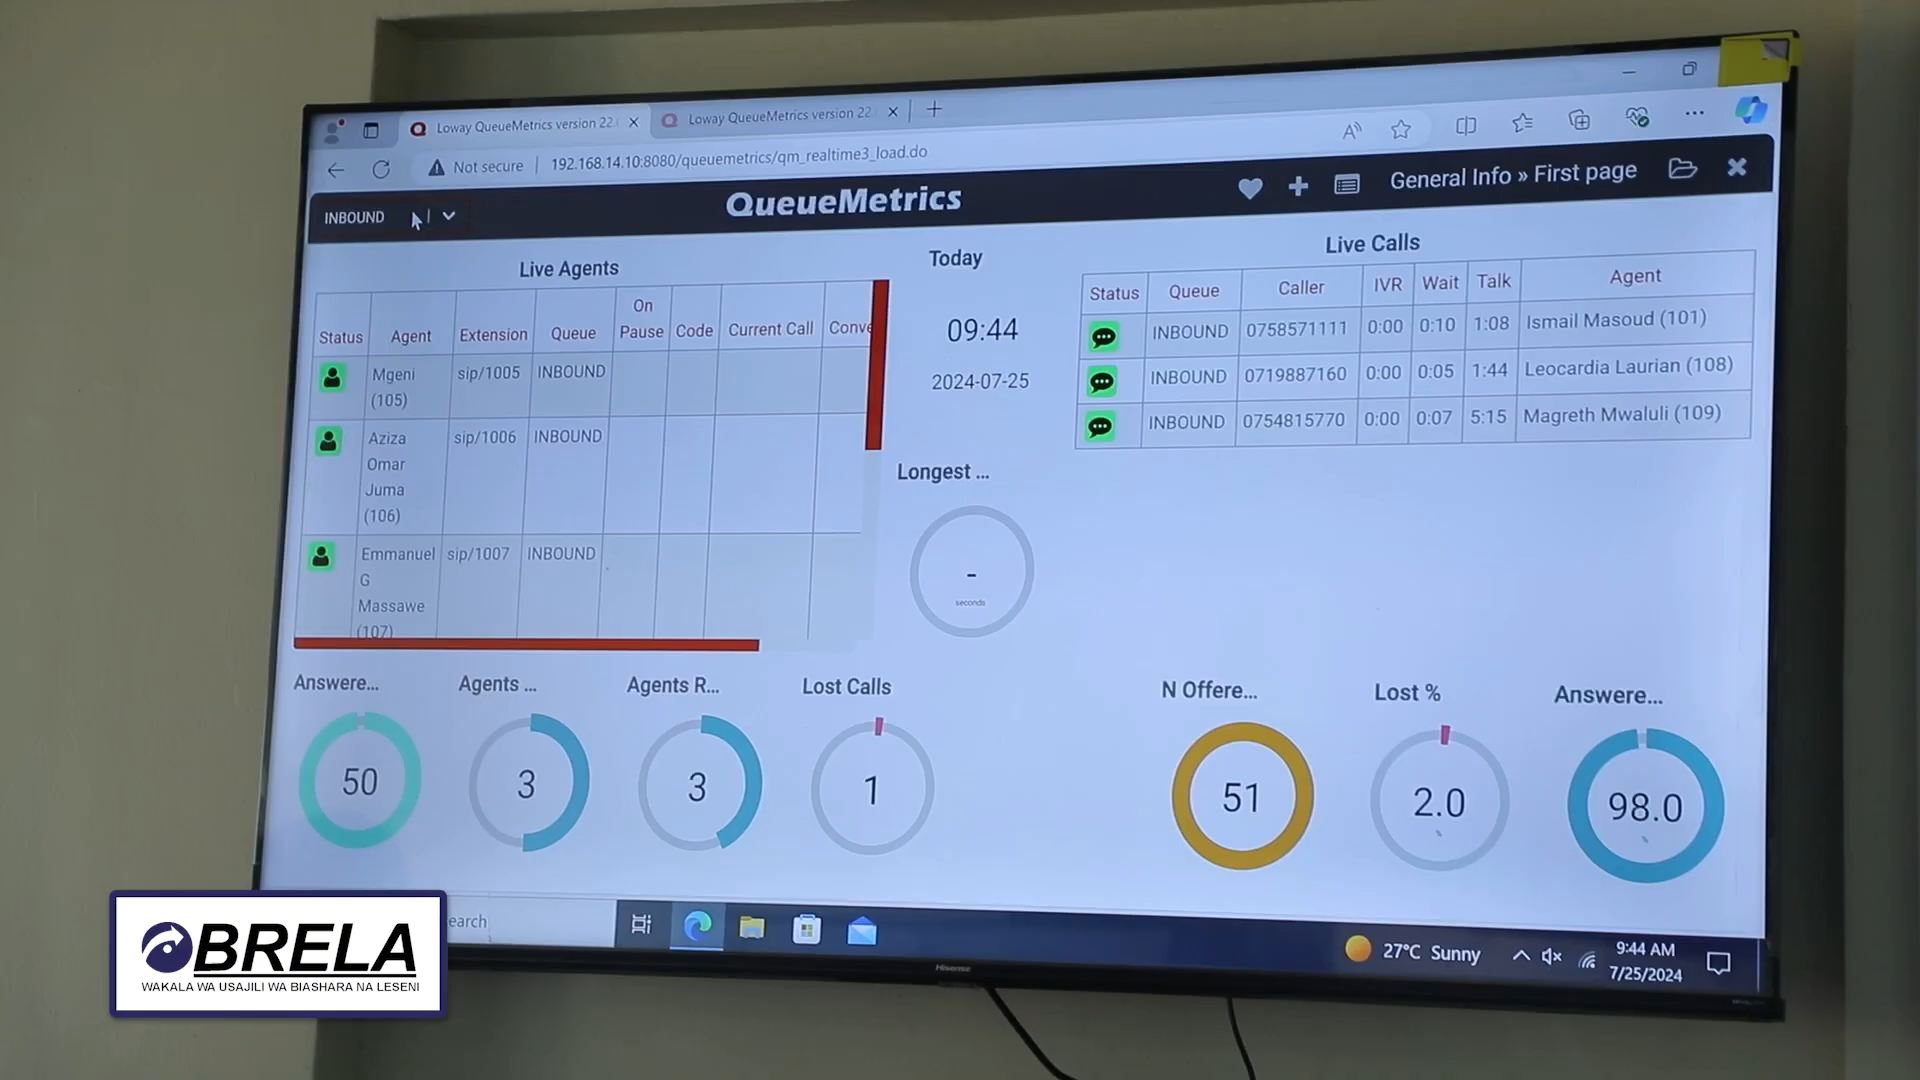 Loway QueueMetrics version 22.
Loway QueueMetrics version 22
Not secure
192.168.14.10:8080/queuemetrics/qm_realtime3_load.do
INBOUND
QueueMetrics
General Info » First page
Live Agents
Status Agent Extension Queue On Pause Code Current Call Conve
Mgeni (105) sip/1005 INBOUND
Aziza Omar Juma (106) sip/1006 INBOUND
Emmanuel G Massawe (107) sip/1007 INBOUND
Today
09:44
2024-07-25
Longest ...
-
seconds
Live Calls
Status Queue Caller IVR Wait Talk Agent
INBOUND 0758571111 0:00 0:10 1:08 Ismail Masoud (101)
INBOUND 0719887160 0:00 0:05 1:44 Leocardia Laurian (108)
INBOUND 0754815770 0:00 0:07 5:15 Magreth Mwaluli (109)
Answere...
50
Agents ...
3
Agents R...
3
Lost Calls
1
N Offere...
51
Lost %
2.0
Answere...
98.0
earch
27°C Sunny
9:44 AM
7/25/2024
Hisense
BRELA
WAKALA WA USAJILI WA BIASHARA NA LESENI